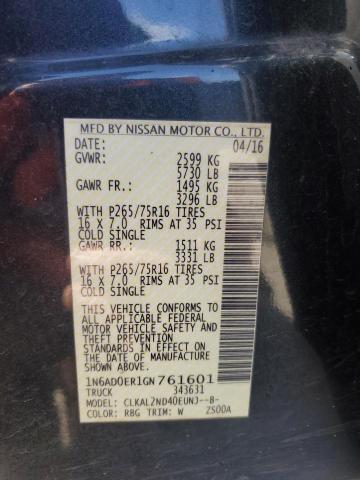 MFD BY NISSAN MOTOR CO., LTD.
DATE: 04/16
GVWR: 2599 KG
5730 LB
GAWR FR.: 1495 KG
3296 LB
WITH P265/75R16 TIRES
16 X 7.0 RIMS AT 35 PSI
COLD SINGLE
GAWR RR.: 1511 KG
3331 LB
WITH P265/75R16 TIRES
16 X 7.0 RIMS AT 35 PSI
COLD SINGLE
THIS VEHICLE CONFORMS TO ALL
APPLICABLE FEDERAL MOTOR
VEHICLE SAFETY AND THEFT
PREVENTION STANDARDS IN
EFFECT ON THE DATE OF
MANUFACTURE SHOWN ABOVE.
1N6AD0ER1GN761601
TRUCK 343631
MODEL: CLKAL2ND40EUNJ--B-
COLOR: RBG TRIM: W ZS00A